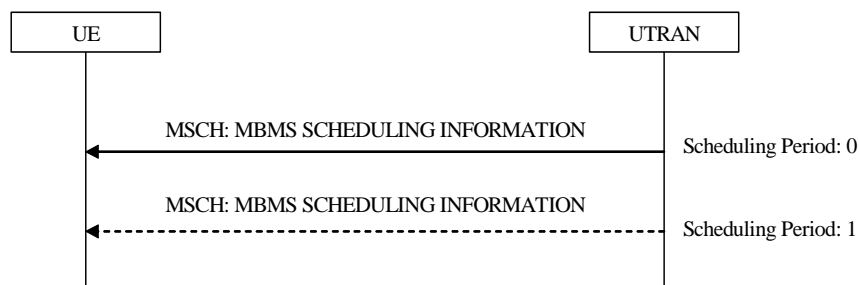 UE
UTRAN
MSCH: MBMS SCHEDULING INFORMATION
Scheduling Period: 0
MSCH: MBMS SCHEDULING INFORMATION
Scheduling Period: 1